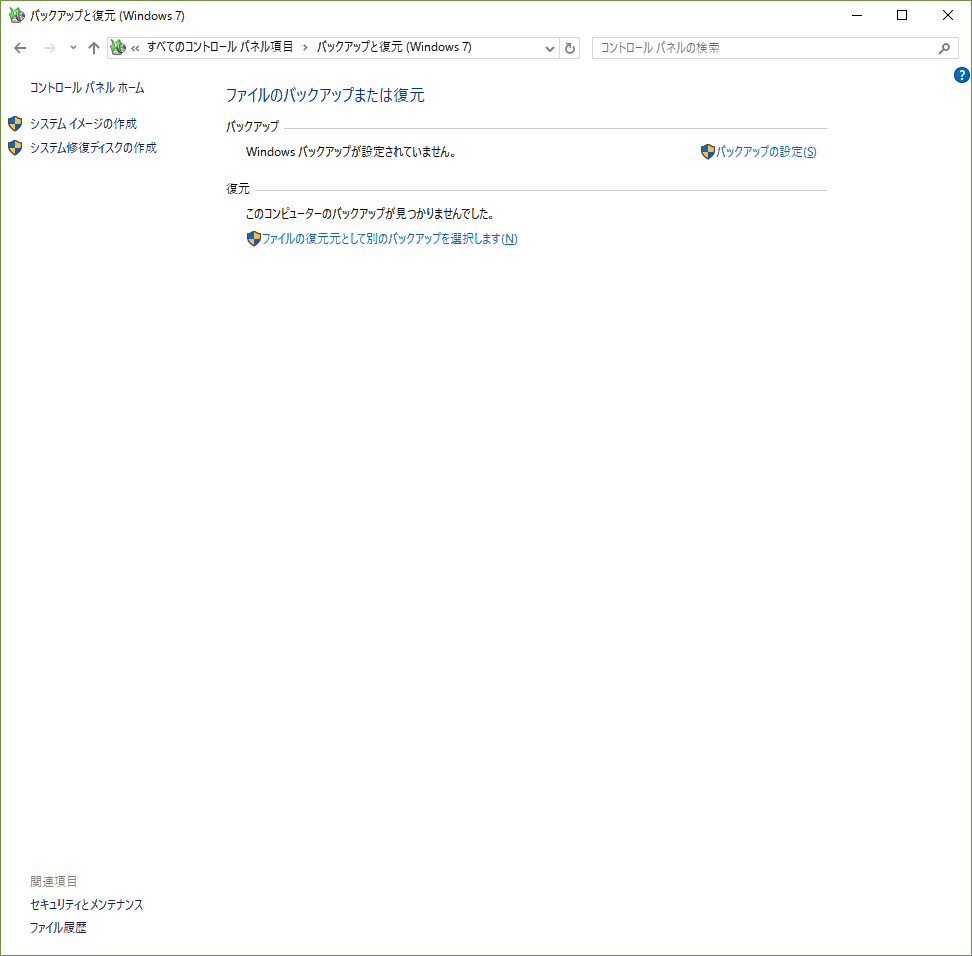 バックアップと復元 (Windows 7)
« すべてのコントロール パネル項目 › バックアップと復元 (Windows 7)
コントロール パネルの検索
?
コントロール パネル ホーム
システム イメージの作成
システム修復ディスクの作成
ファイルのバックアップまたは復元
バックアップ
Windows バックアップが設定されていません。
バックアップの設定(S)
復元
このコンピューターのバックアップが見つかりませんでした。
ファイルの復元元として別のバックアップを選択します(N)
関連項目
セキュリティとメンテナンス
ファイル履歴